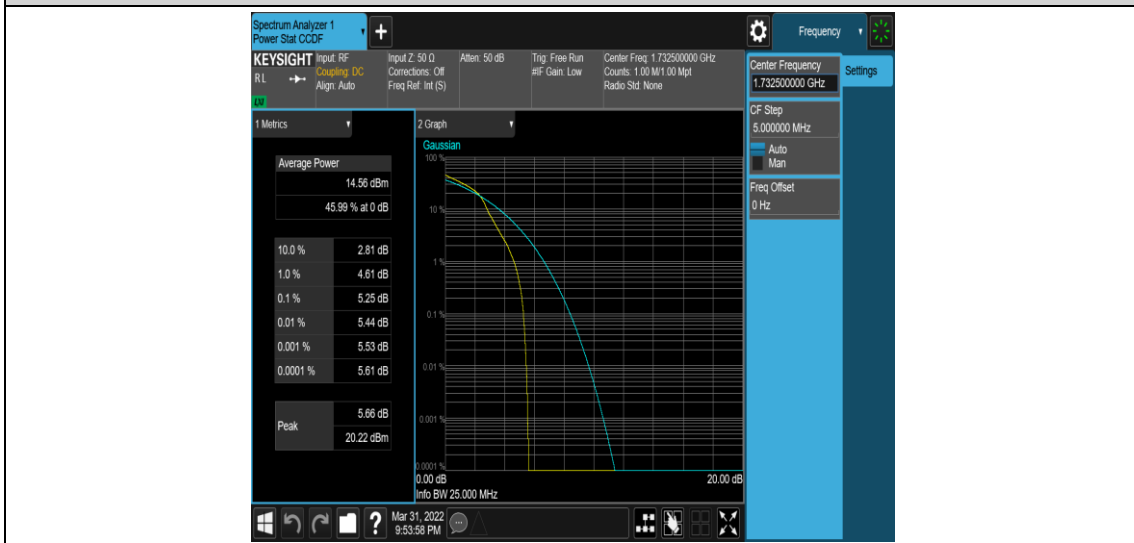 Spectrum Analyzer 1
Power Stat CCDF
+
Frequency
KEYSIGHT
RL
LXI
Input: RF
Coupling: DC
Align: Auto
Input Z: 50 Ω
Corrections: Off
Freq Ref: Int (S)
Atten: 50 dB
Trig: Free Run
#IF Gain: Low
Center Freq: 1.732500000 GHz
Counts: 1.00 M/1.00 Mpt
Radio Std: None
Center Frequency
1.732500000 GHz
Settings
CF Step
5.000000 MHz
Auto
Man
Freq Offset
0 Hz
1 Metrics
Average Power
14.56 dBm
45.99 % at 0 dB
10.0 % 2.81 dB
1.0 % 4.61 dB
0.1 % 5.25 dB
0.01 % 5.44 dB
0.001 % 5.53 dB
0.0001 % 5.61 dB
Peak
5.66 dB
20.22 dBm
2 Graph
Gaussian
100 %
10 %
1 %
0.1 %
0.01 %
0.001 %
0.0001 %
0.00 dB 20.00 dB
Info BW 25.000 MHz
?
Mar 31, 2022
9:53:58 PM